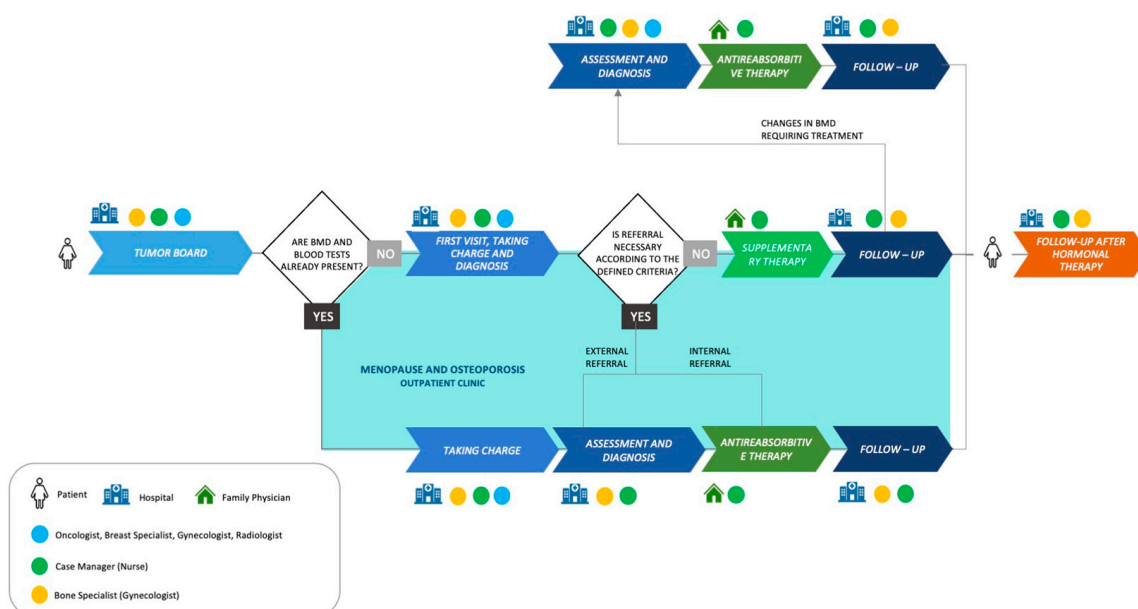 ASSESSMENT AND
DIAGNOSIS
ANTIREABSORBITI
VE THERAPY
FOLLOW – UP
CHANGES IN BMD
REQUIRING TREATMENT
TUMOR BOARD
ARE BMD AND
BLOOD TESTS
ALREADY PRESENT?
NO
YES
FIRST VISIT, TAKING
CHARGE AND
DIAGNOSIS
IS REFERRAL
NECESSARY
ACCORDING TO THE
DEFINED CRITERIA?
NO
YES
SUPPLEMENTA
RY THERAPY
FOLLOW – UP
FOLLOW-UP AFTER
HORMONAL
THERAPY
EXTERNAL
REFERRAL
INTERNAL
REFERRAL
MENOPAUSE AND OSTEOPOROSIS
OUTPATIENT CLINIC
TAKING CHARGE
ASSESSMENT AND
DIAGNOSIS
ANTIREABSORBITIV
E THERAPY
FOLLOW – UP
Patient
Hospital
Family Physician
Oncologist, Breast Specialist, Gynecologist, Radiologist
Case Manager (Nurse)
Bone Specialist (Gynecologist)